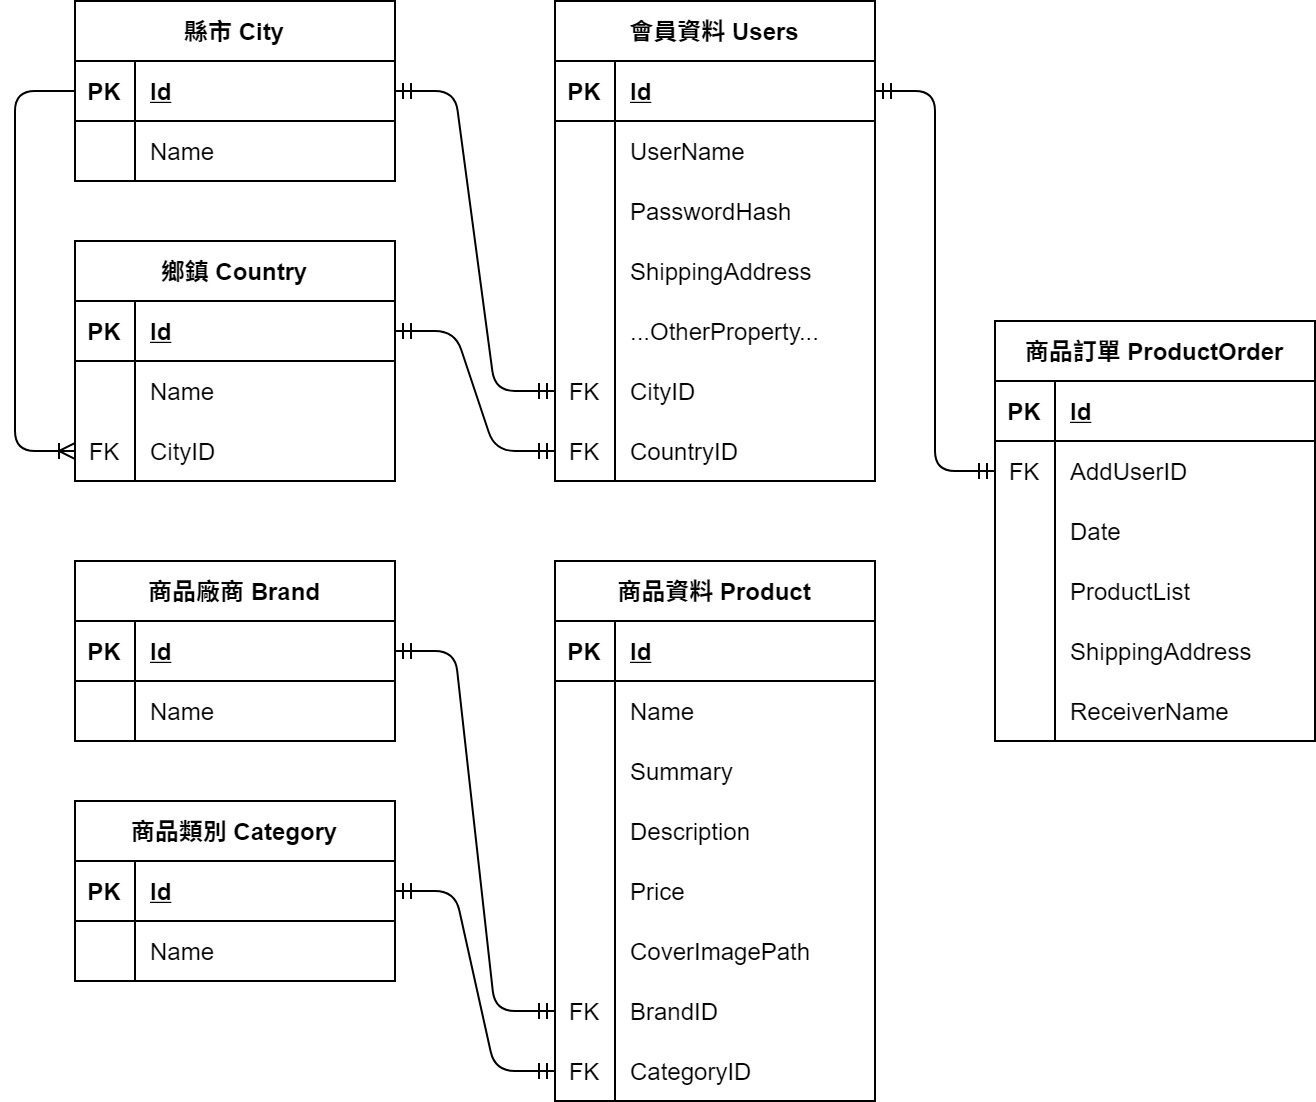 縣市 City
PK Id
Name
鄉鎮 Country
PK Id
Name
FK CityID
會員資料 Users
PK Id
UserName
PasswordHash
ShippingAddress
...OtherProperty...
FK CityID
FK CountryID
商品訂單 ProductOrder
PK Id
FK AddUserID
Date
ProductList
ShippingAddress
ReceiverName
商品廠商 Brand
PK Id
Name
商品類別 Category
PK Id
Name
商品資料 Product
PK Id
Name
Summary
Description
Price
CoverImagePath
FK BrandID
FK CategoryID